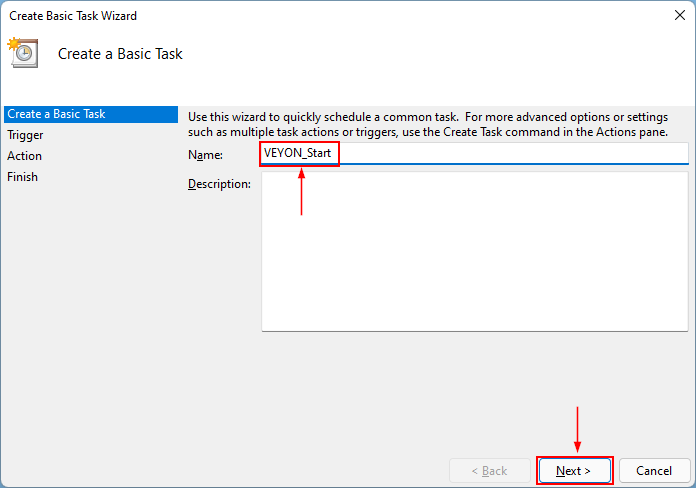 Create Basic Task Wizard
Create a Basic Task
Create a Basic Task
Trigger
Action
Finish
Use this wizard to quickly schedule a common task.  For more advanced options or settings
such as multiple task actions or triggers, use the Create Task command in the Actions pane.
Name: VEYON_Start
Description:
< Back Next > Cancel